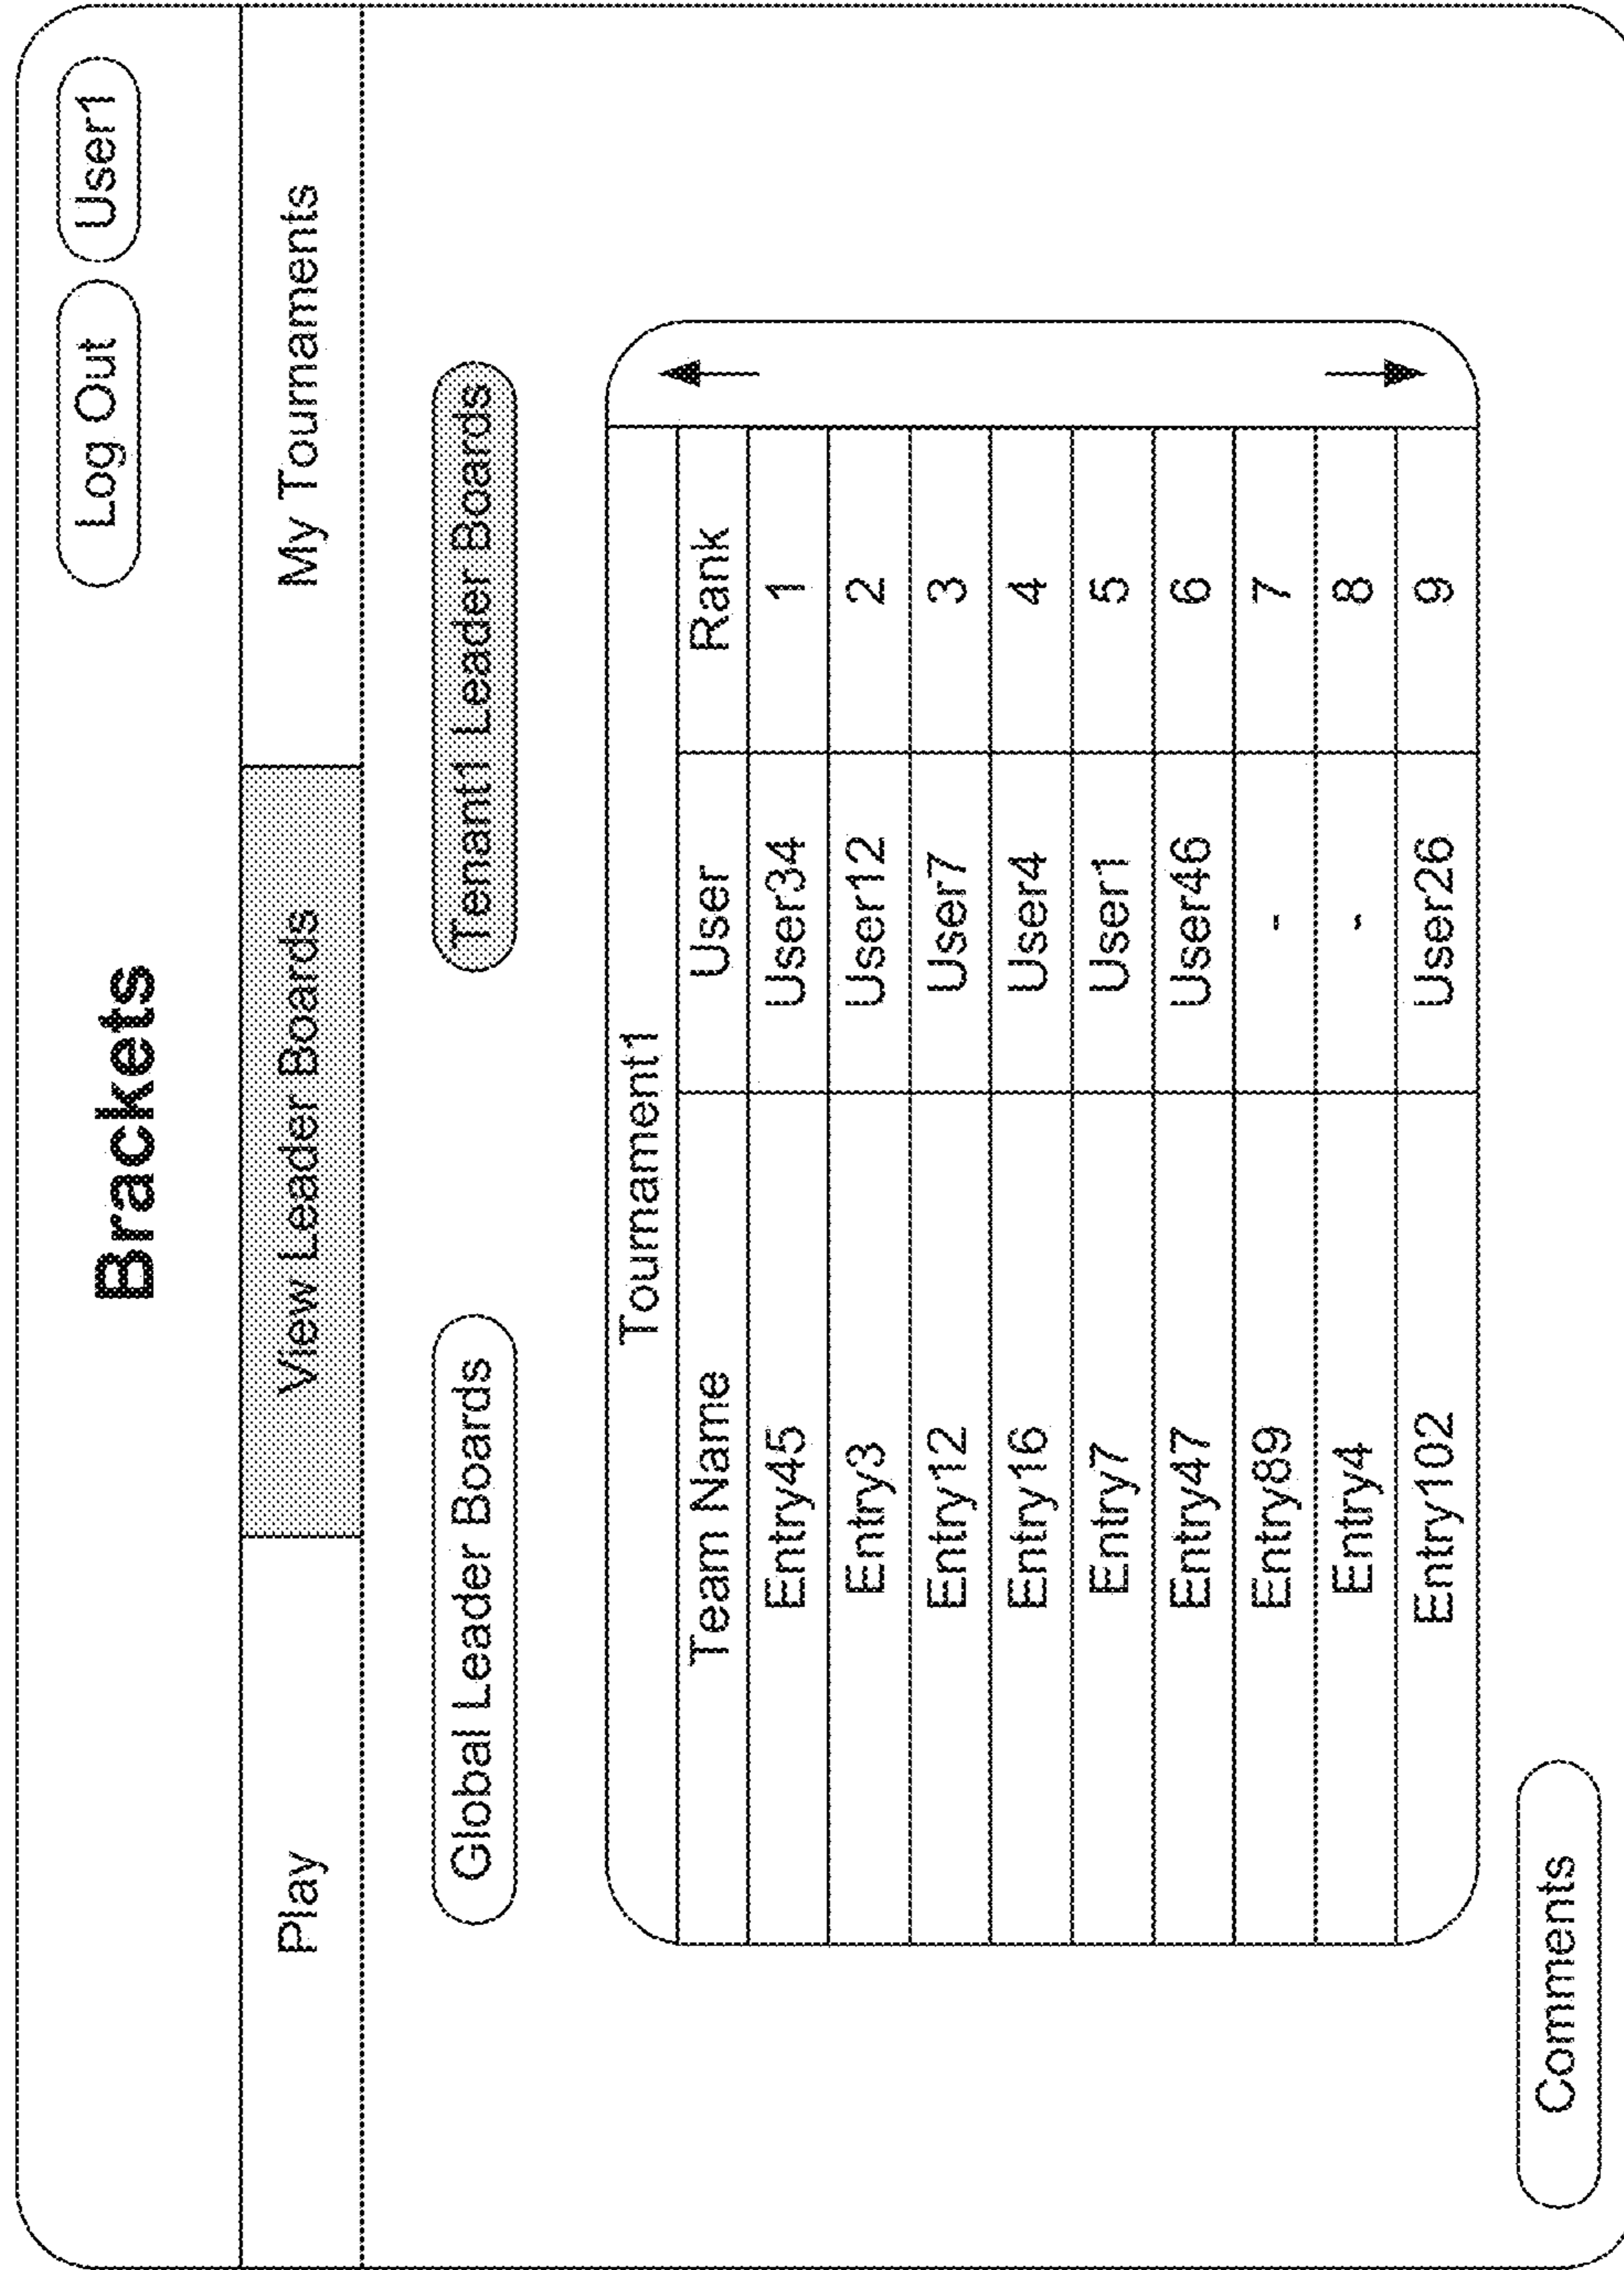 Brackets
Log Out User1
Play View Leader Boards My Tournaments
Global Leader Boards Tenant1 Leader Boards
Tournament1
Team Name User Rank
Entry45 User34 1
Entry3 User12 2
Entry12 User7 3
Entry16 User4 4
Entry7 User1 5
Entry47 User46 6
Entry89 - 7
Entry4 - 8
Entry102 User26 9
Comments